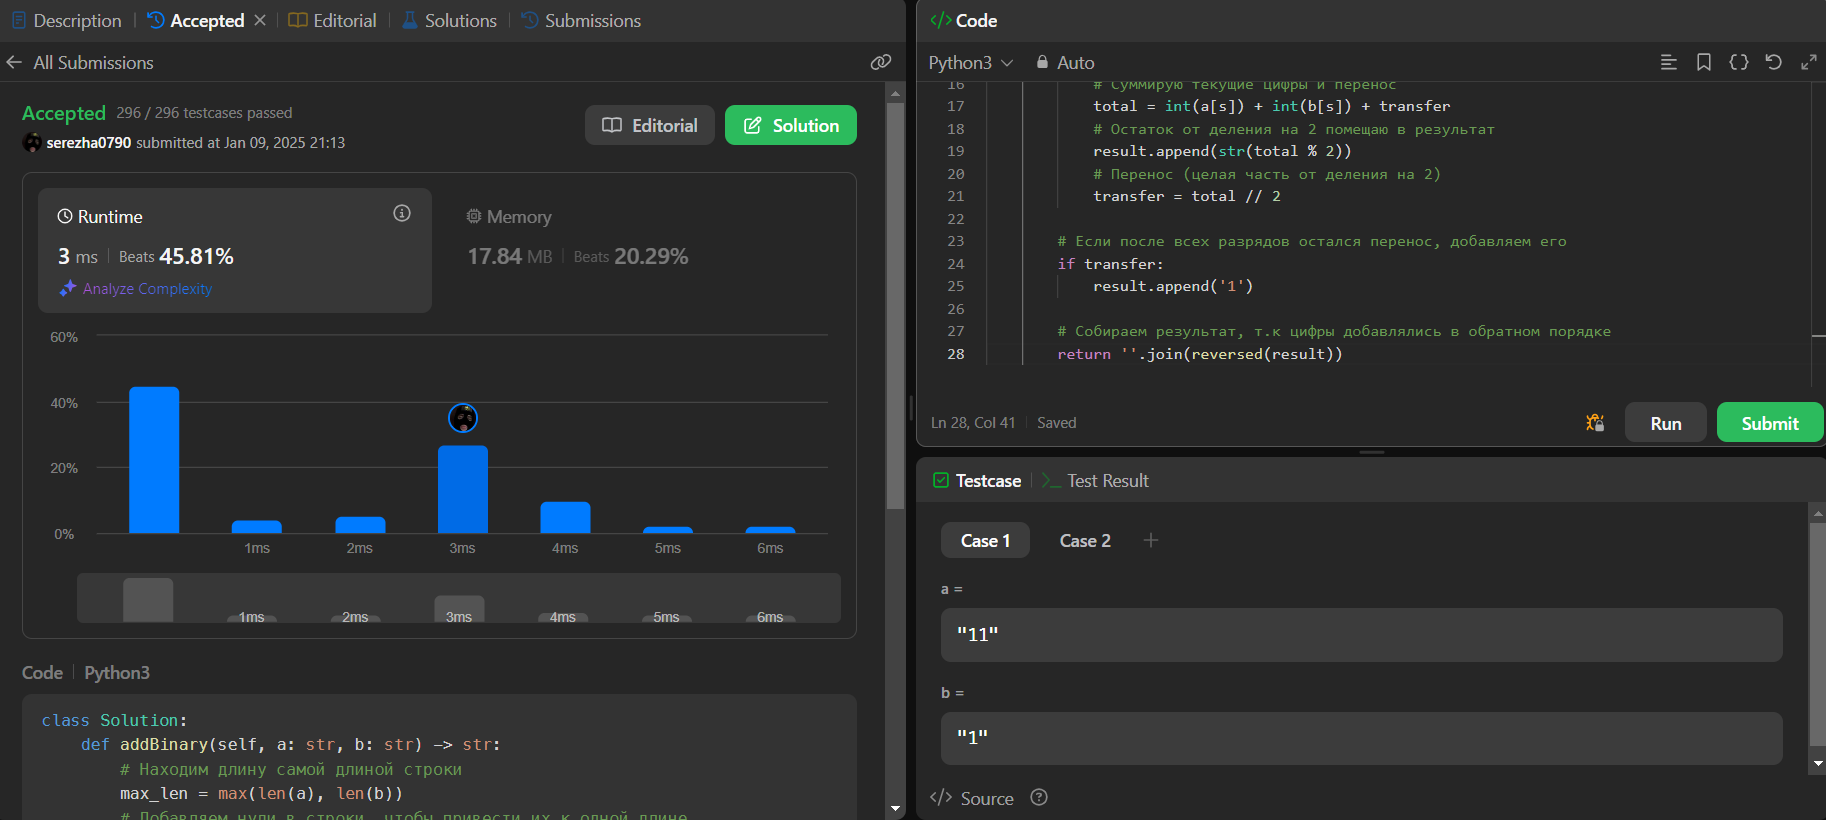 Description
Accepted
Editorial
Solutions
Submissions
All Submissions
Accepted 296 / 296 testcases passed
serezha0790 submitted at Jan 09, 2025 21:13
Editorial
Solution
Runtime
3 ms Beats 45.81%
Analyze Complexity
Memory
17.84 MB Beats 20.29%
60%
40%
20%
0%
1ms 2ms 3ms 4ms 5ms 6ms
1ms 2ms 3ms 4ms 5ms 6ms
Code Python3
class Solution:
def addBinary(self, a: str, b: str) -> str:
# Находим длину самой длиной строки
max_len = max(len(a), len(b))
# Добавляем нули в строки, чтобы привести их к одной длине
</> Code
Python3 Auto
16 # Суммирую текущие цифры и перенос
17 total = int(a[s]) + int(b[s]) + transfer
18 # Остаток от деления на 2 помещаю в результат
19 result.append(str(total % 2))
20 # Перенос (целая часть от деления на 2)
21 transfer = total // 2
22
23 # Если после всех разрядов остался перенос, добавляем его
24 if transfer:
25 result.append('1')
26
27 # Собираем результат, т.к цифры добавлялись в обратном порядке
28 return ''.join(reversed(result))
Ln 28, Col 41 Saved
Run
Submit
Testcase
Test Result
Case 1 Case 2 +
a =
"11"
b =
"1"
</> Source